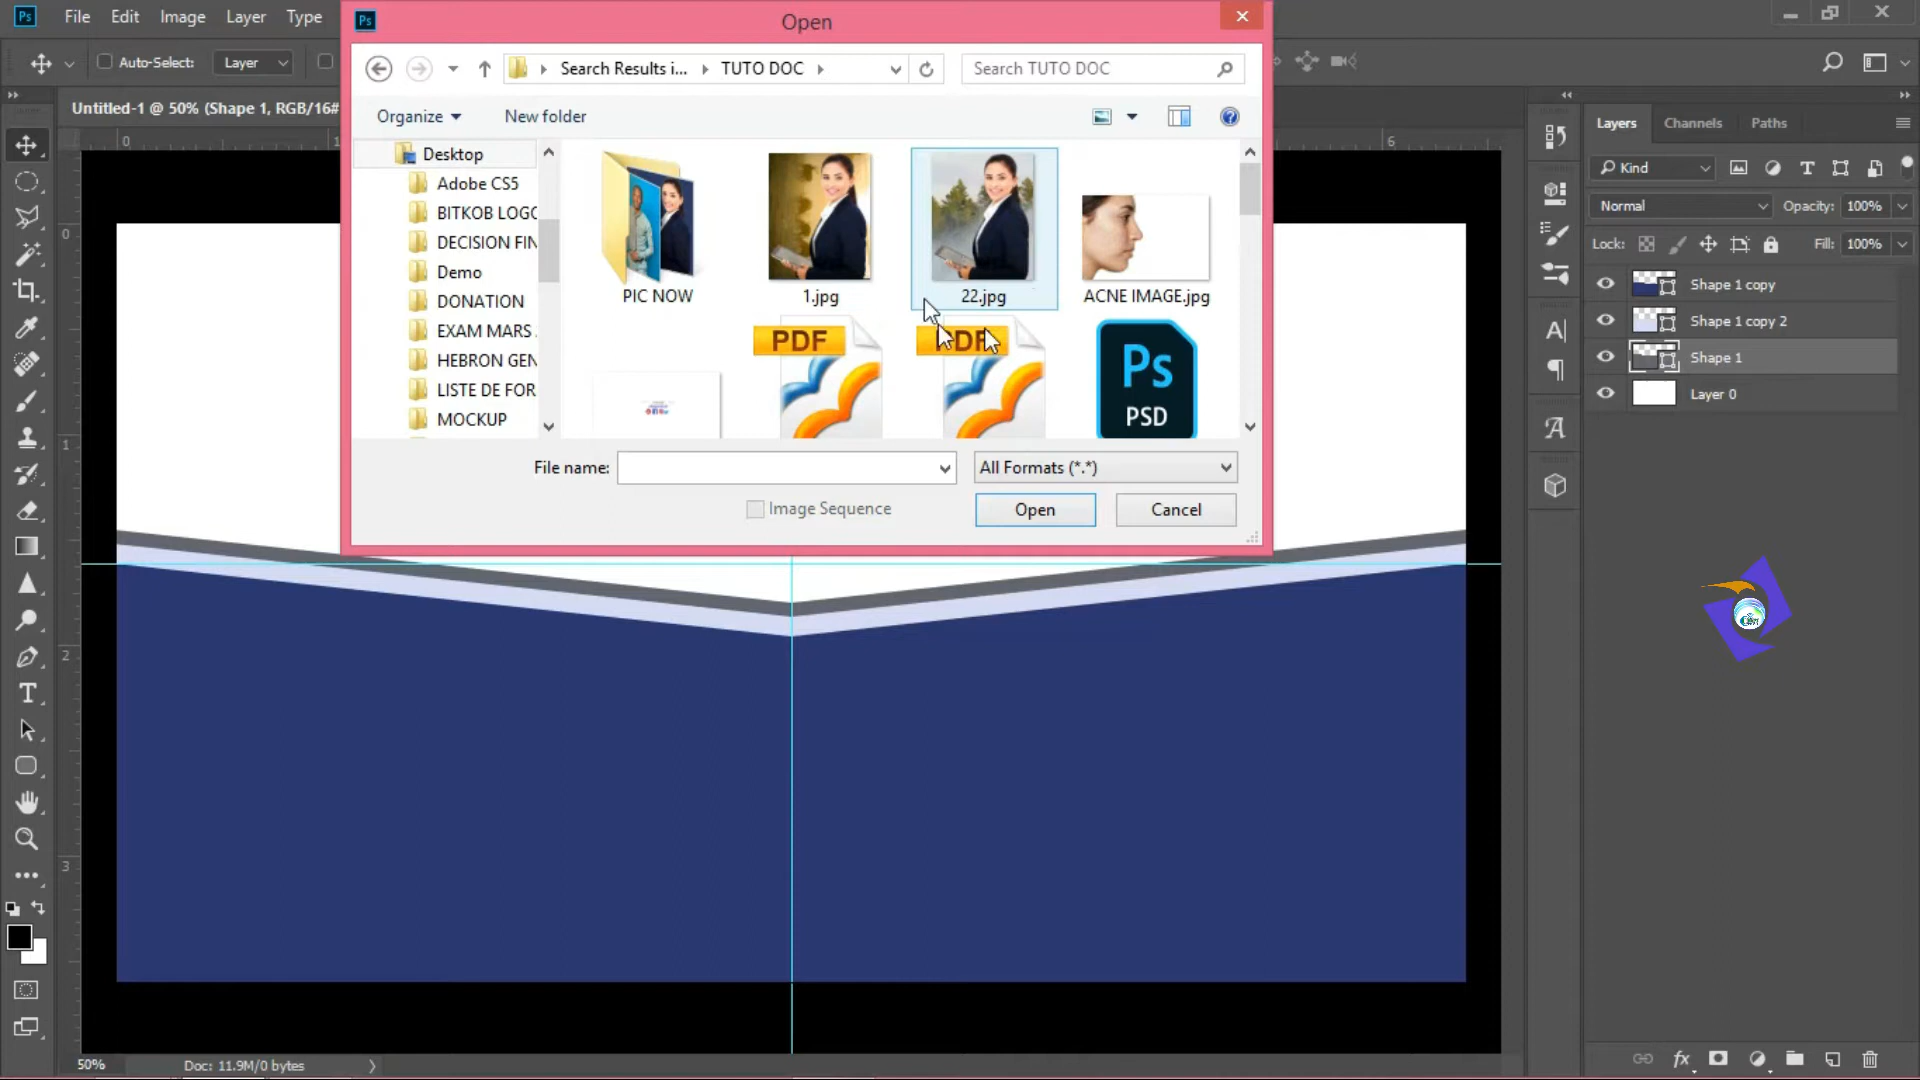 Ps File Edit Image Layer Type
Ps Open
Auto-Select: Layer
Search Results i... TUTO DOC Search TUTO DOC
Untitled-1 @ 50% (Shape 1, RGB/16#
Organize New folder
Desktop
Adobe CS5
BITKOB LOGO
DECISION FIN
Demo
DONATION
EXAM MARS
HEBRON GEN
LISTE DE FOR
MOCKUP
PIC NOW 1.jpg 22.jpg ACNE IMAGE.jpg
PDF PDF Ps
PSD
File name: All Formats (*.*)
Image Sequence Open Cancel
Layers Channels Paths
Kind
Normal Opacity: 100%
Lock: Fill: 100%
Shape 1 copy
Shape 1 copy 2
Shape 1
Layer 0
0 1 6
0
1
2
3
50% Doc: 11.9M/0 bytes